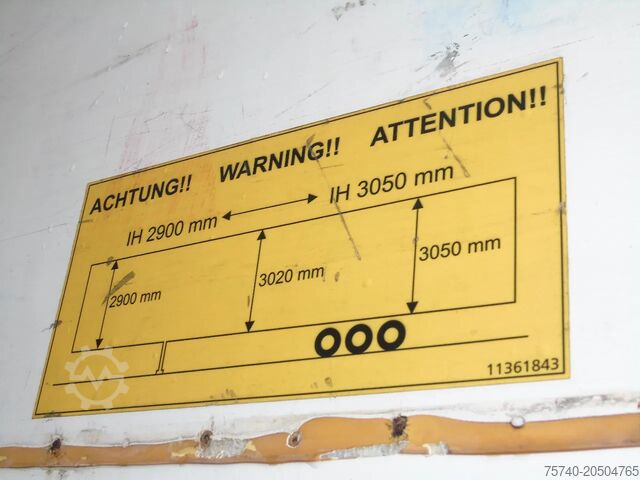 ACHTUNG!! WARNING!! ATTENTION!!
IH 2900 mm IH 3050 mm
2900 mm 3020 mm 3050 mm
11361843
75740-20504765